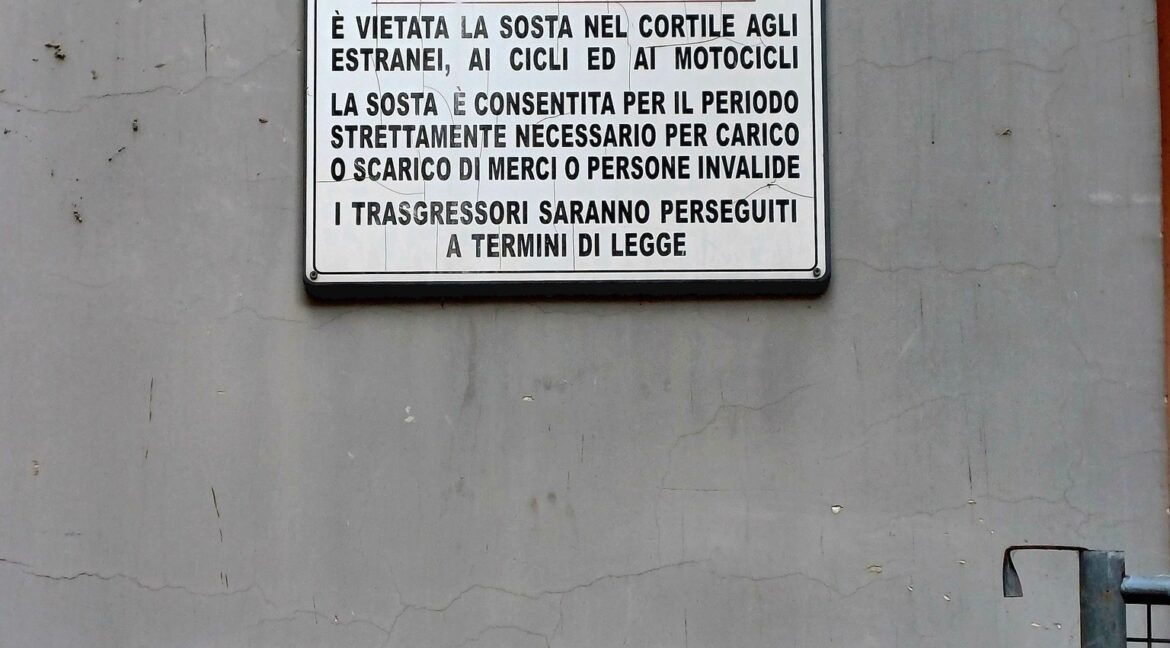 È VIETATA LA SOSTA NEL CORTILE AGLI
ESTRANEI, AI CICLI ED AI MOTOCICLI
LA SOSTA È CONSENTITA PER IL PERIODO
STRETTAMENTE NECESSARIO PER CARICO
O SCARICO DI MERCI O PERSONE INVALIDE
I TRASGRESSORI SARANNO PERSEGUITI
A TERMINI DI LEGGE